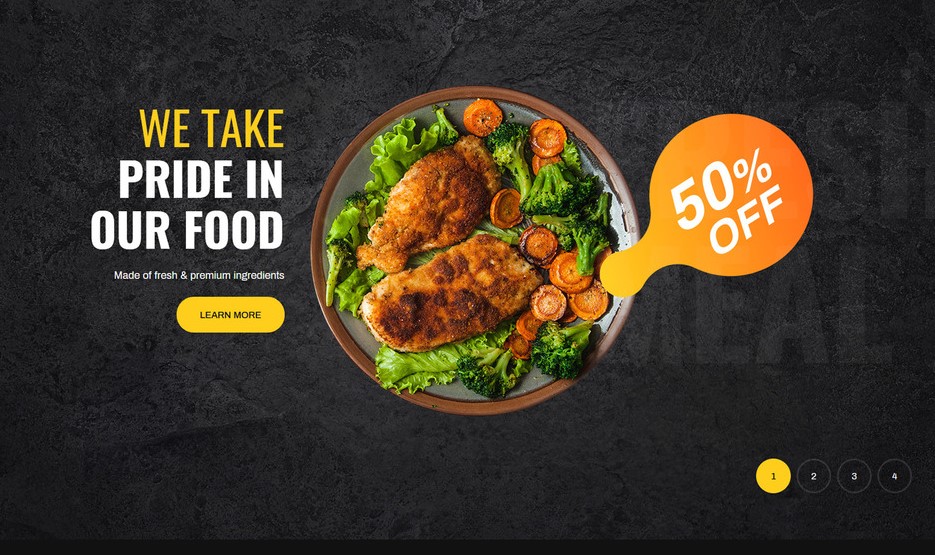 WE TAKE
PRIDE IN
OUR FOOD
Made of fresh & premium ingredients
LEARN MORE
50%
OFF
MEAL
1
2
3
4